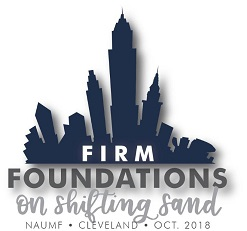 FIRM
FOUNDATIONS
on shifting sand
NAUMF • CLEVELAND • OCT. 2018